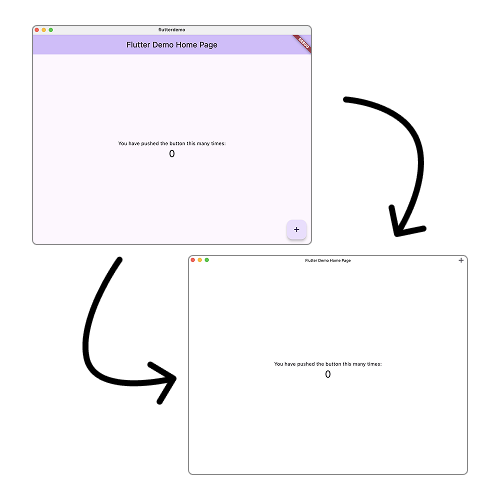 flutterdemo
Flutter Demo Home Page
You have pushed the button this many times:
0
+
Flutter Demo Home Page
+
You have pushed the button this many times:
0